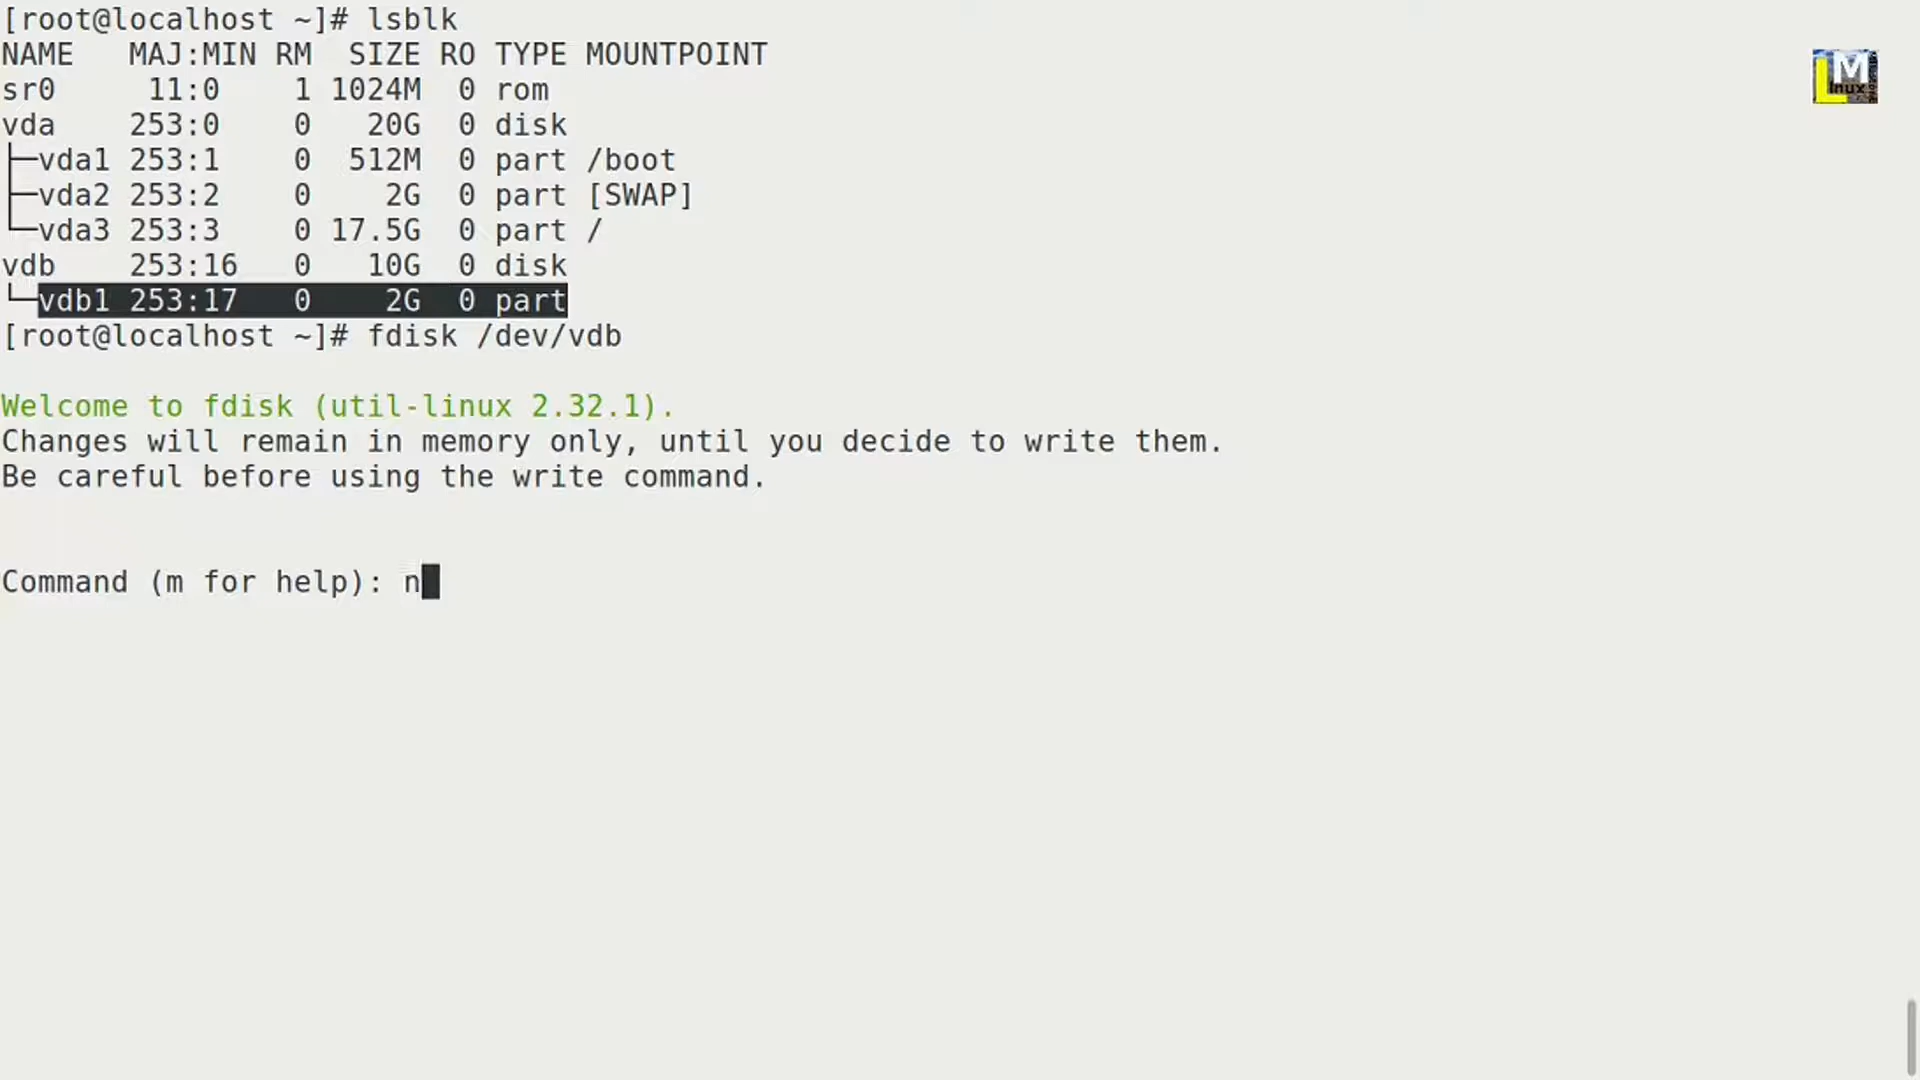 [root@localhost ~]# lsblk
NAME   MAJ:MIN RM  SIZE RO TYPE MOUNTPOINT
sr0     11:0    1 1024M  0 rom
vda    253:0    0   20G  0 disk
├─vda1 253:1    0  512M  0 part /boot
├─vda2 253:2    0    2G  0 part [SWAP]
└─vda3 253:3    0 17.5G  0 part /
vdb    253:16   0   10G  0 disk
└─vdb1 253:17   0    2G  0 part
[root@localhost ~]# fdisk /dev/vdb
Welcome to fdisk (util-linux 2.32.1).
Changes will remain in memory only, until you decide to write them.
Be careful before using the write command.
Command (m for help): n
M
Linux